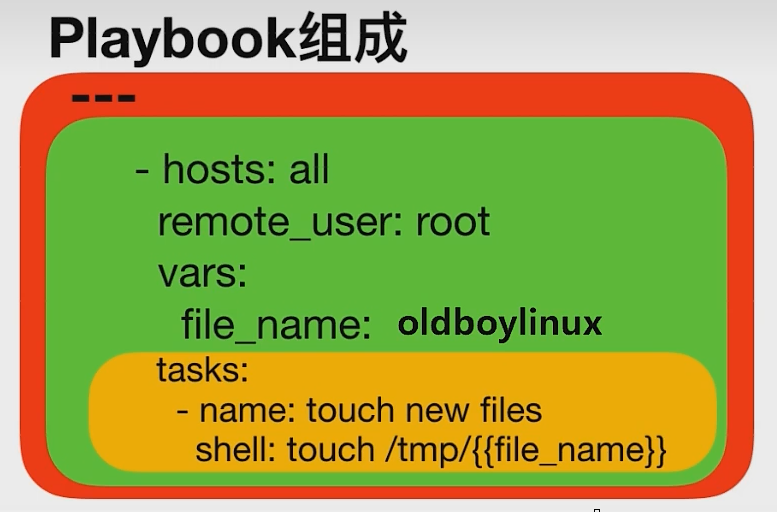 Playbook组成
---
- hosts: all
remote_user: root
vars:
file_name: oldboylinux
tasks:
- name: touch new files
shell: touch /tmp/{{file_name}}